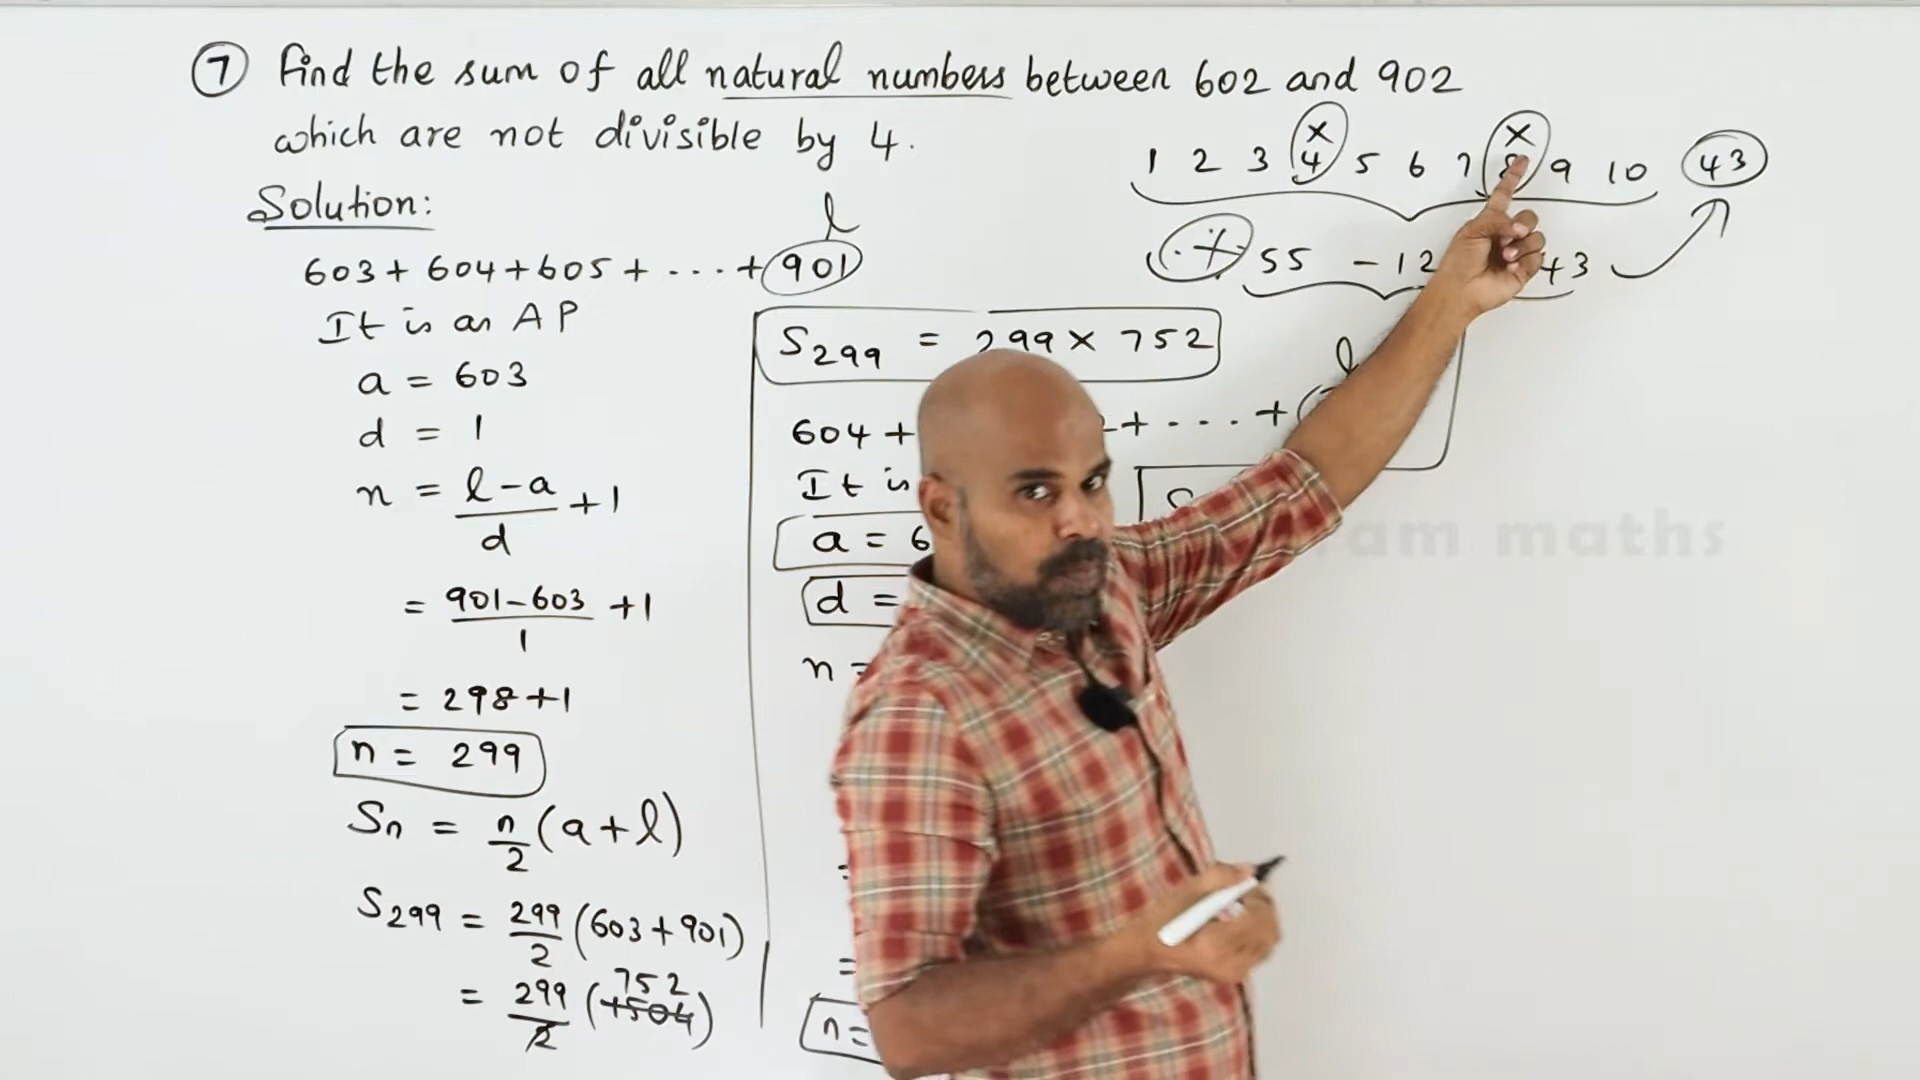 7 Find the sum of all natural numbers between 602 and 902
which are not divisible by 4.
x x
1 2 3 4 5 6 7 8 9 10 43
+ 55 - 12 43
Solution:
l
603 + 604 + 605 + ... + 901
It is an AP
a = 603
d = 1
n = l - a / d + 1
= 901 - 603 / 1 + 1
= 298 + 1
n = 299
Sn = n/2 (a + l)
S299 = 299/2 (603 + 901)
752
= 299/2 (1504)
S299 = 299 x 752
l
604 + + ... +
It is
a = 6
d =
n =
=
=
n =
S
am maths